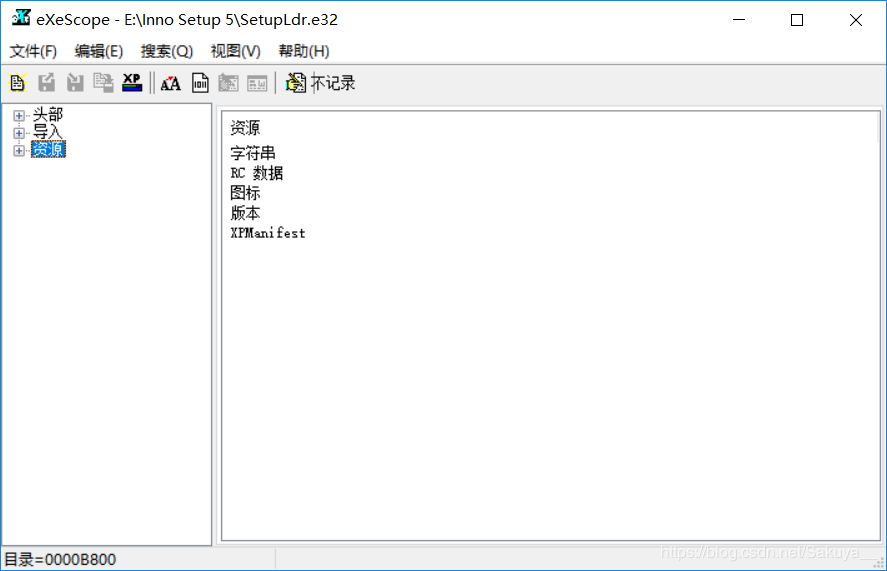 eXeScope - E:\Inno Setup 5\SetupLdr.e32
文件(F) 编辑(E) 搜索(Q) 视图(V) 帮助(H)
XP AA 不记录
头部
导入
资源
资源
字符串
RC 数据
图标
版本
XPManifest
目录=0000B800
https://blog.csdn.net/Sakuya__